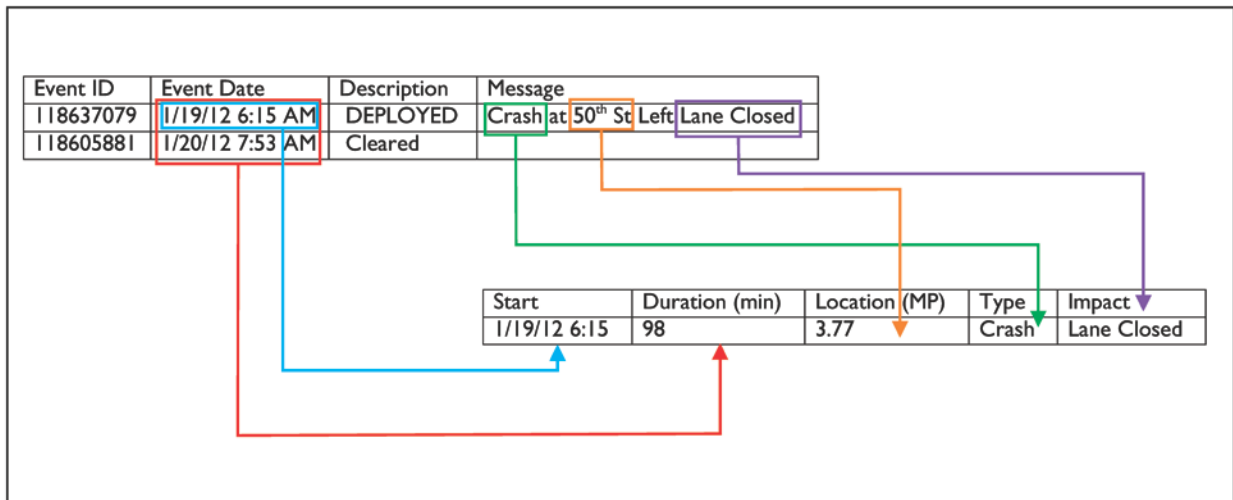 Event ID Event Date Description Message
118637079 1/19/12 6:15 AM DEPLOYED Crash at 50th St Left Lane Closed
118605881 1/20/12 7:53 AM Cleared
Start Duration (min) Location (MP) Type Impact
1/19/12 6:15 98 3.77 Crash Lane Closed